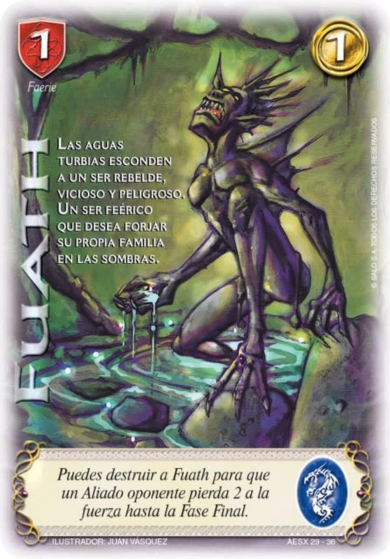 1
1
Faerie
FUATH
LAS AGUAS
TURBIAS ESCONDEN
A UN SER REBELDE,
VICIOSO Y PELIGROSO.
UN SER FEÉRICO
QUE DESEA FORJAR
SU PROPIA FAMILIA
EN LAS SOMBRAS.
© SALO S.A. TODOS LOS DERECHOS RESERVADOS
Puedes destruir a Fuath para que
un Aliado oponente pierda 2 a la
fuerza hasta la Fase Final.
ILUSTRADOR: JUAN VÁSQUEZ
AESX 29 - 36